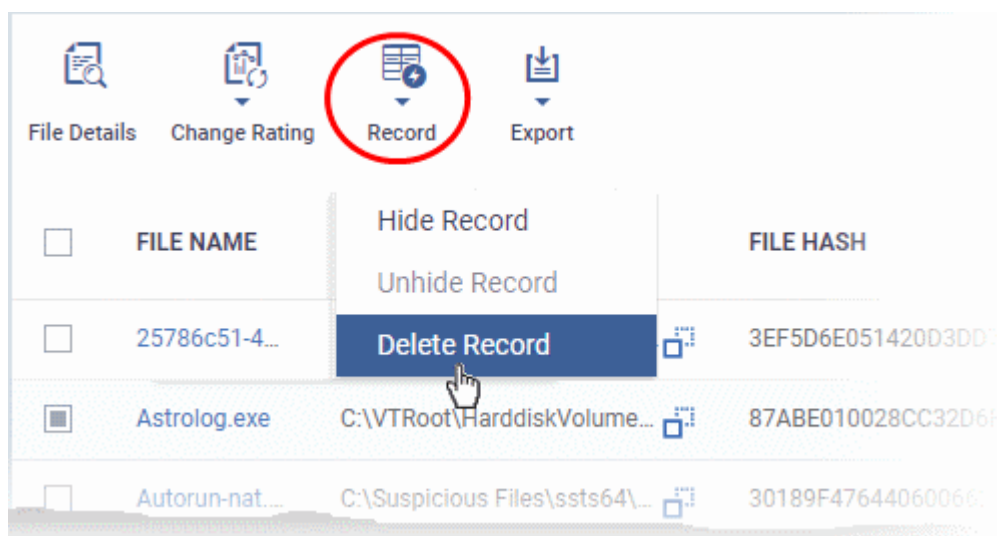 File Details Change Rating Record Export
Hide Record
FILE NAME FILE HASH
Unhide Record
25786c51-4... Delete Record 3EF5D6E051420D3DD
Astrolog.exe C:\VTRoot\HarddiskVolume... 87ABE010028CC32D6
Autorun-nat.... C:\Suspicious Files\ssts64\... 30189F4764406006